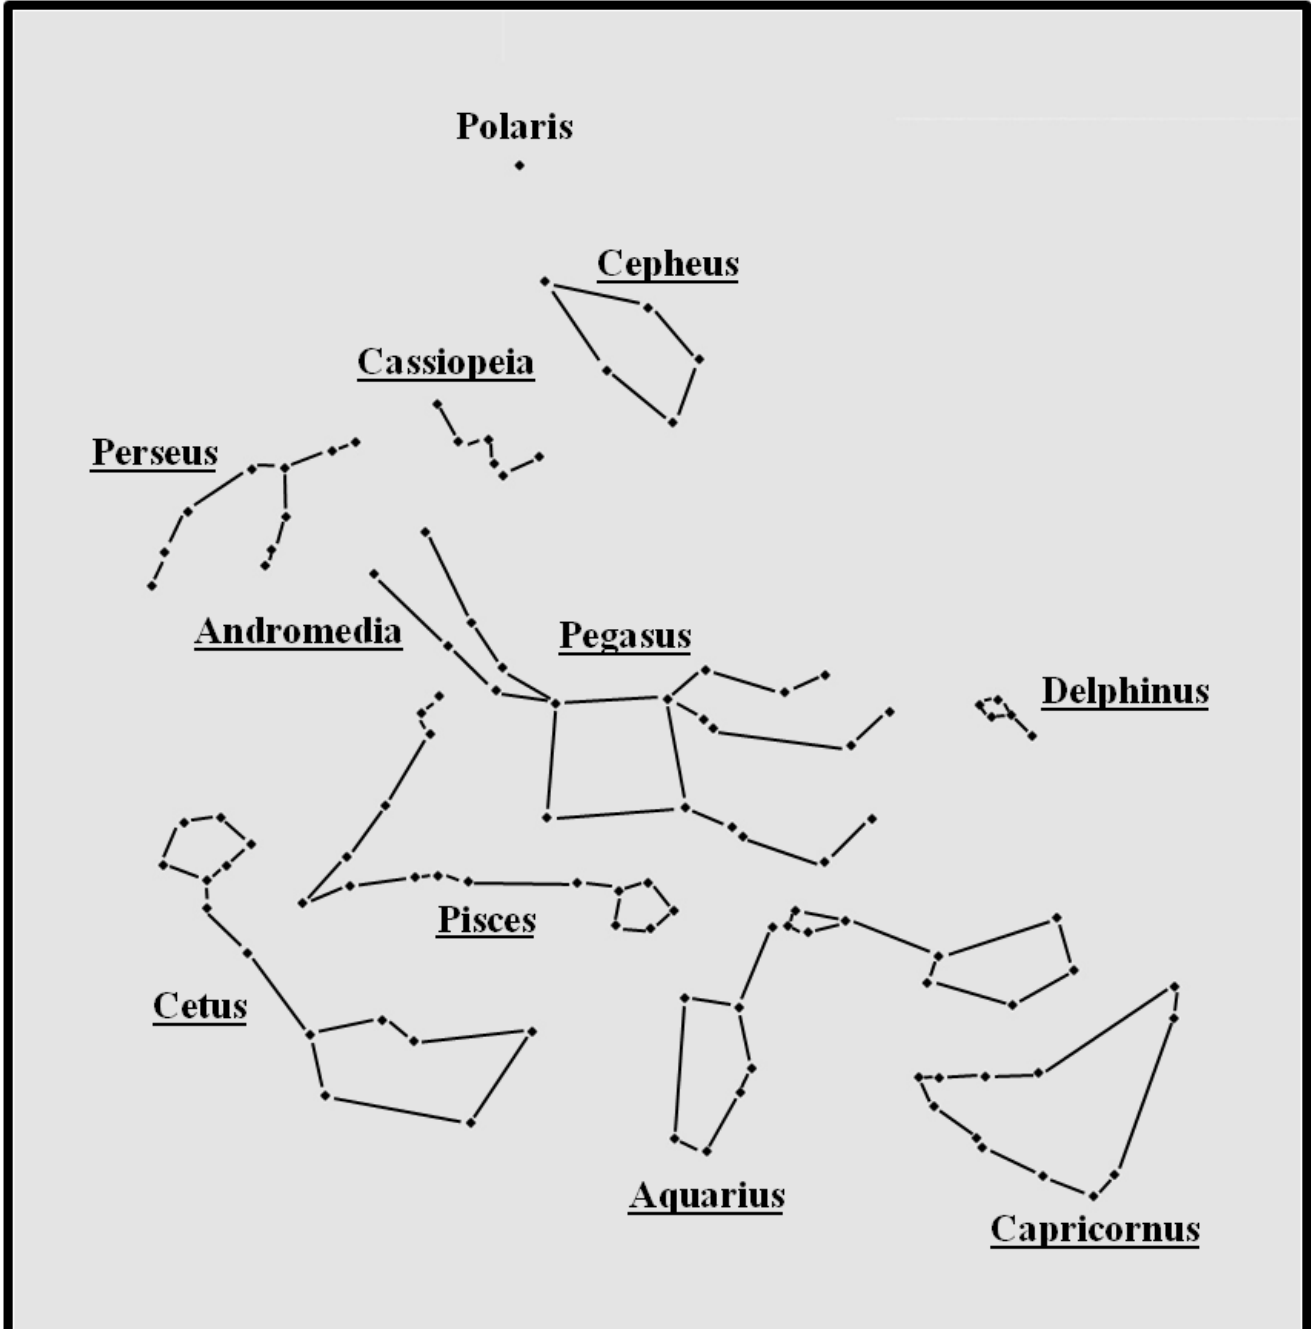 Polaris
Cepheus
Cassiopeia
Perseus
Andromedia
Pegasus
Delphinus
Pisces
Cetus
Aquarius
Capricornus